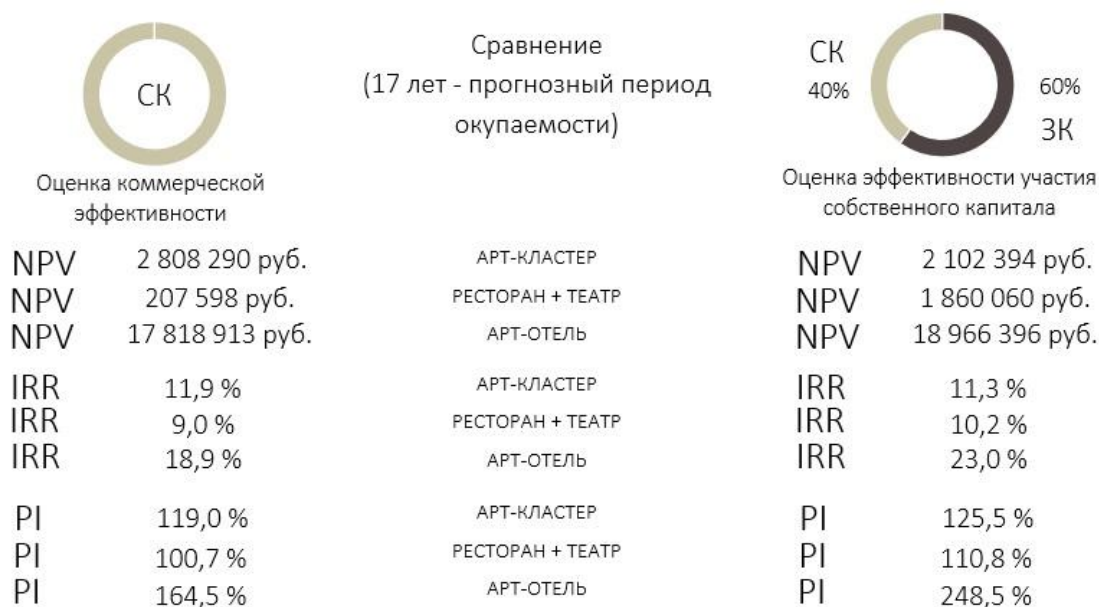 СК
Оценка коммерческой
эффективности
Сравнение
(17 лет - прогнозный период
окупаемости)
СК
40%
60%
ЗК
Оценка эффективности участия
собственного капитала
NPV 2 808 290 руб. АРТ-КЛАСТЕР NPV 2 102 394 руб.
NPV 207 598 руб. РЕСТОРАН + ТЕАТР NPV 1 860 060 руб.
NPV 17 818 913 руб. АРТ-ОТЕЛЬ NPV 18 966 396 руб.
IRR 11,9 % АРТ-КЛАСТЕР IRR 11,3 %
IRR 9,0 % РЕСТОРАН + ТЕАТР IRR 10,2 %
IRR 18,9 % АРТ-ОТЕЛЬ IRR 23,0 %
PI 119,0 % АРТ-КЛАСТЕР PI 125,5 %
PI 100,7 % РЕСТОРАН + ТЕАТР PI 110,8 %
PI 164,5 % АРТ-ОТЕЛЬ PI 248,5 %